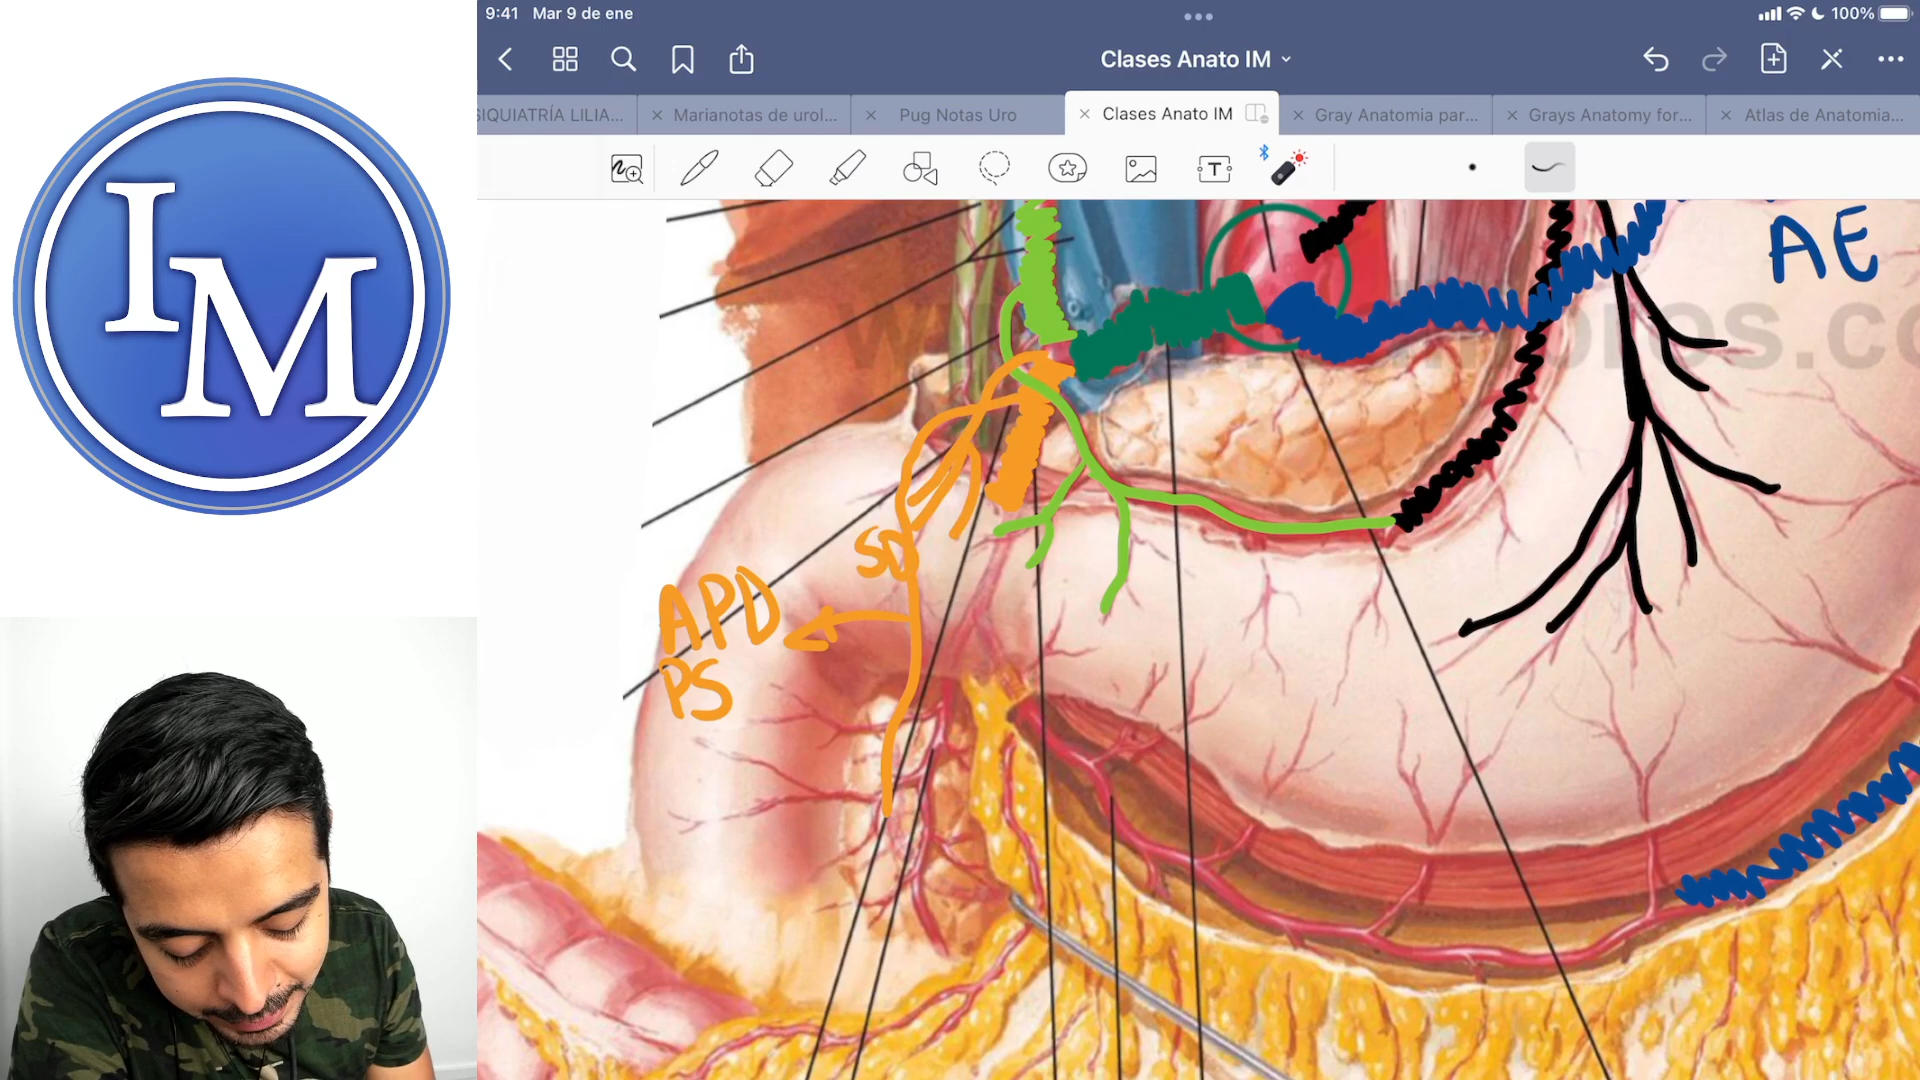 9:41 Mar 9 de ene
100%
Clases Anato IM
SIQUIATRÍA LILIA...
Marianotas de urol...
Pug Notas Uro
Clases Anato IM
Gray Anatomia par...
Grays Anatomy for...
Atlas de Anatomia...
T
IM
AE
SD
APD
PS